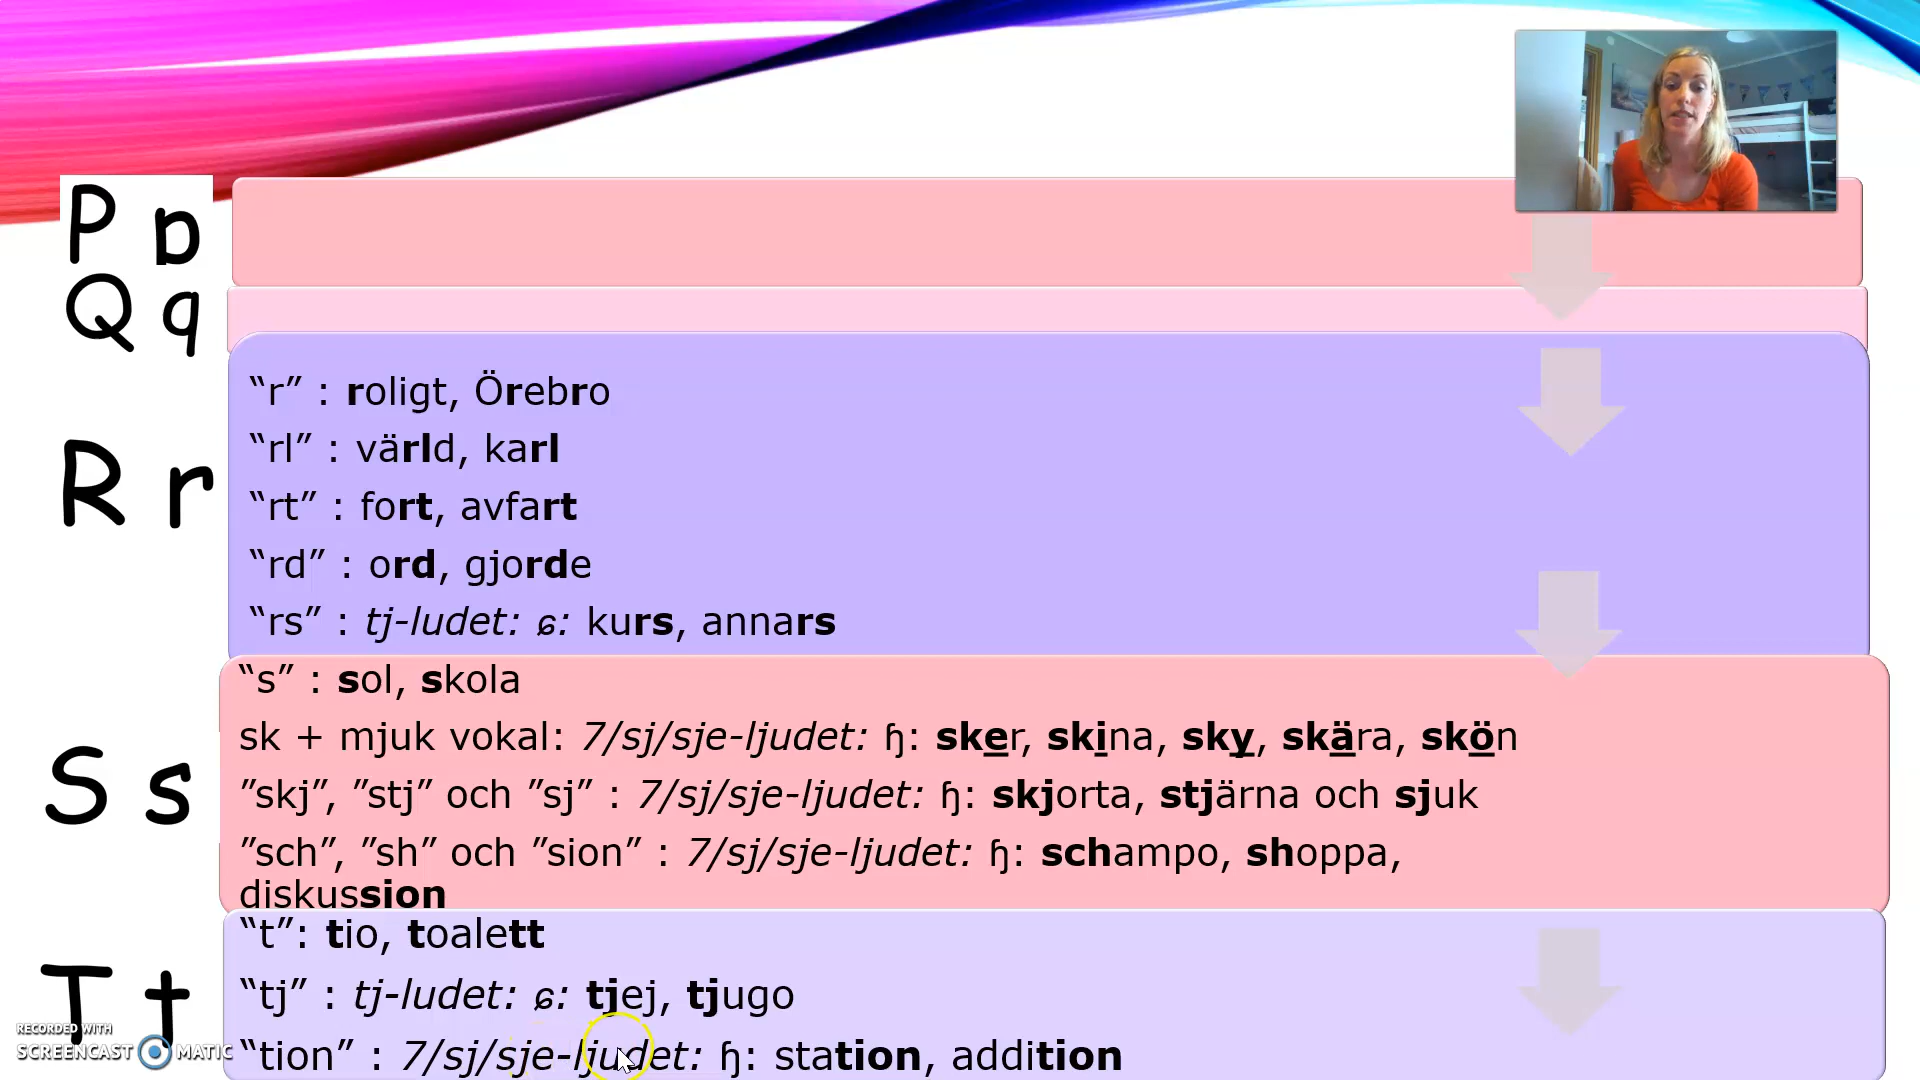 P p
Q q
“r” : roligt, Örebro
“rl” : värld, karl
R r
“rt” : fort, avfart
“rd” : ord, gjorde
“rs” : tj-ludet: ɕ: kurs, annars
“s” : sol, skola
sk + mjuk vokal: 7/sj/sje-ljudet: ɧ: sker, skina, sky, skära, skön
S s
”skj”, ”stj” och ”sj” : 7/sj/sje-ljudet: ɧ: skjorta, stjärna och sjuk
”sch”, ”sh” och ”sion” : 7/sj/sje-ljudet: ɧ: schampo, shoppa,
diskussion
“t”: tio, toalett
T t
“tj” : tj-ludet: ɕ: tjej, tjugo
RECORDED WITH
SCREENCAST MATIC
“tion” : 7/sj/sje-ljudet: ɧ: station, addition